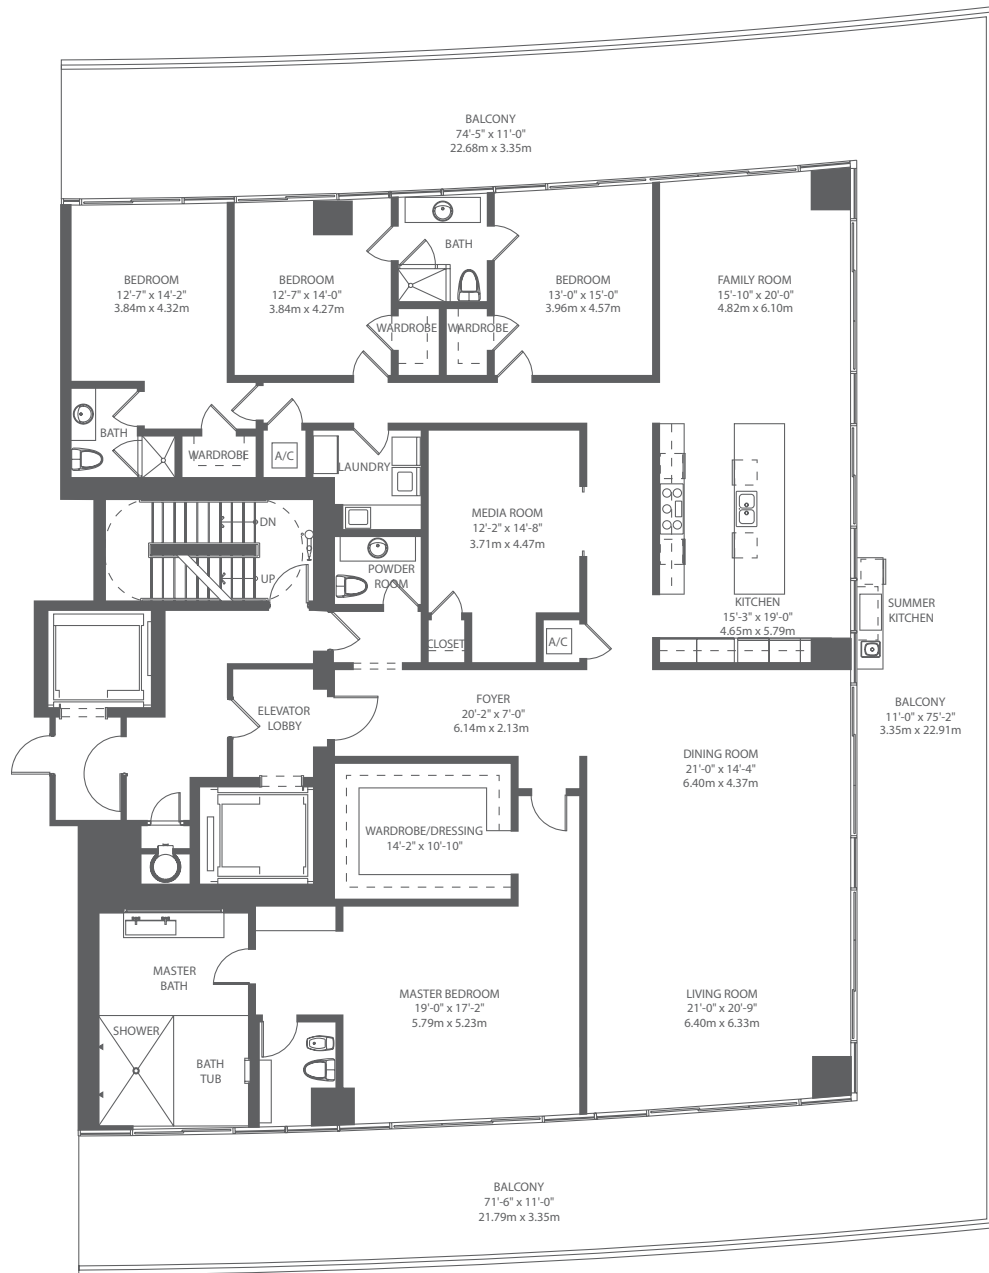 BALCONY
74'-5" x 11'-0"
22.68m x 3.35m
BEDROOM
12'-7" x 14'-2"
3.84m x 4.32m
BEDROOM
12'-7" x 14'-0"
3.84m x 4.27m
BATH
BEDROOM
13'-0" x 15'-0"
3.96m x 4.57m
FAMILY ROOM
15'-10" x 20'-0"
4.82m x 6.10m
WARDROBE
WARDROBE
BATH
WARDROBE
A/C
LAUNDRY
MEDIA ROOM
12'-2" x 14'-8"
3.71m x 4.47m
DN
UP
POWDER
ROOM
KITCHEN
15'-3" x 19'-0"
4.65m x 5.79m
SUMMER
KITCHEN
CLOSET
A/C
ELEVATOR
LOBBY
FOYER
20'-2" x 7'-0"
6.14m x 2.13m
BALCONY
11'-0" x 75'-2"
3.35m x 22.91m
DINING ROOM
21'-0" x 14'-4"
6.40m x 4.37m
WARDROBE/DRESSING
14'-2" x 10'-10"
MASTER
BATH
MASTER BEDROOM
19'-0" x 17'-2"
5.79m x 5.23m
LIVING ROOM
21'-0" x 20'-9"
6.40m x 6.33m
SHOWER
BATH
TUB
BALCONY
71'-6" x 11'-0"
21.79m x 3.35m